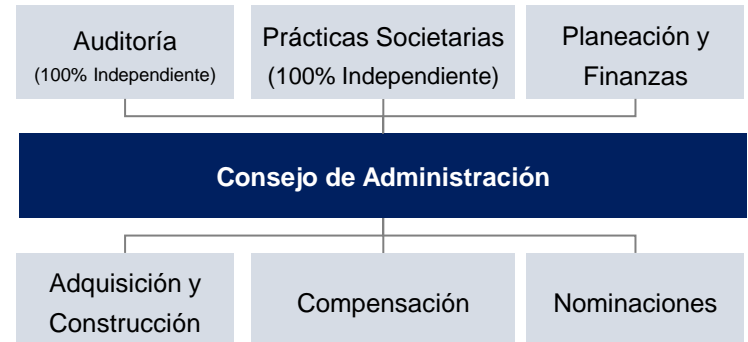 Auditoría
(100% Independiente)
Prácticas Societarias
(100% Independiente)
Planeación y
Finanzas
Consejo de Administración
Adquisición y
Construcción
Compensación
Nominaciones